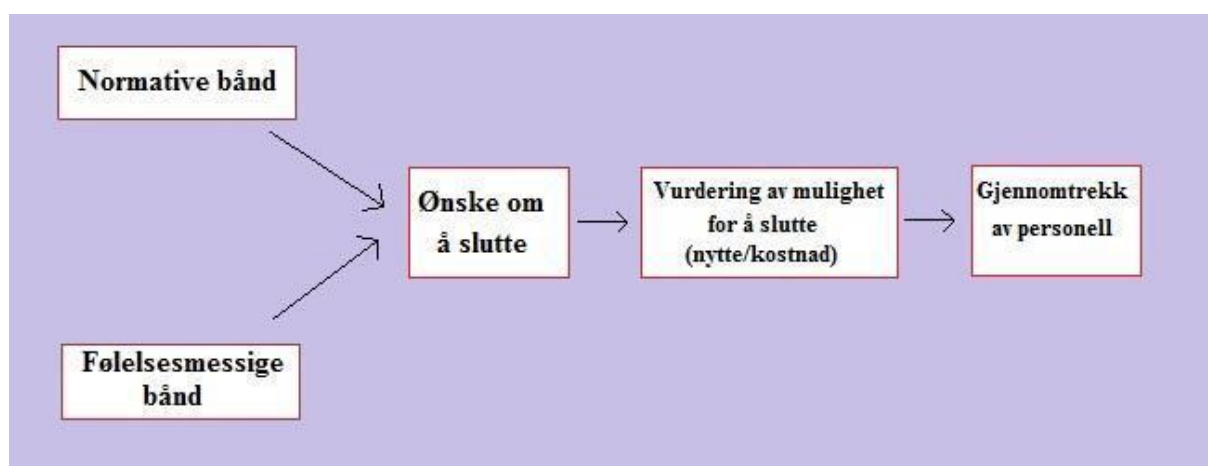 Normative bånd
Følelsesmessige
bånd
Ønske om
å slutte
Vurdering av mulighet
for å slutte
(nytte/kostnad)
Gjennomtrekk
av personell